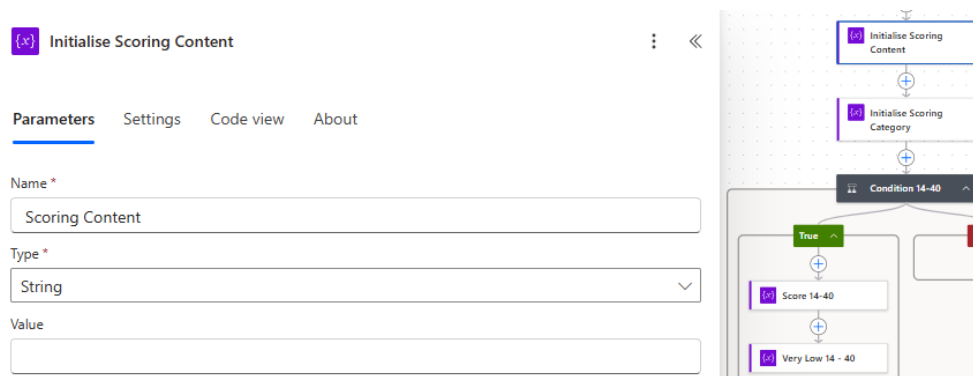 {x} Initialise Scoring Content
Parameters Settings Code view About
Name *
Scoring Content
Type *
String
Value
{x} Initialise Scoring
Content
{x} Initialise Scoring
Category
Condition 14-40
True
{x} Score 14-40
{x} Very Low 14 - 40